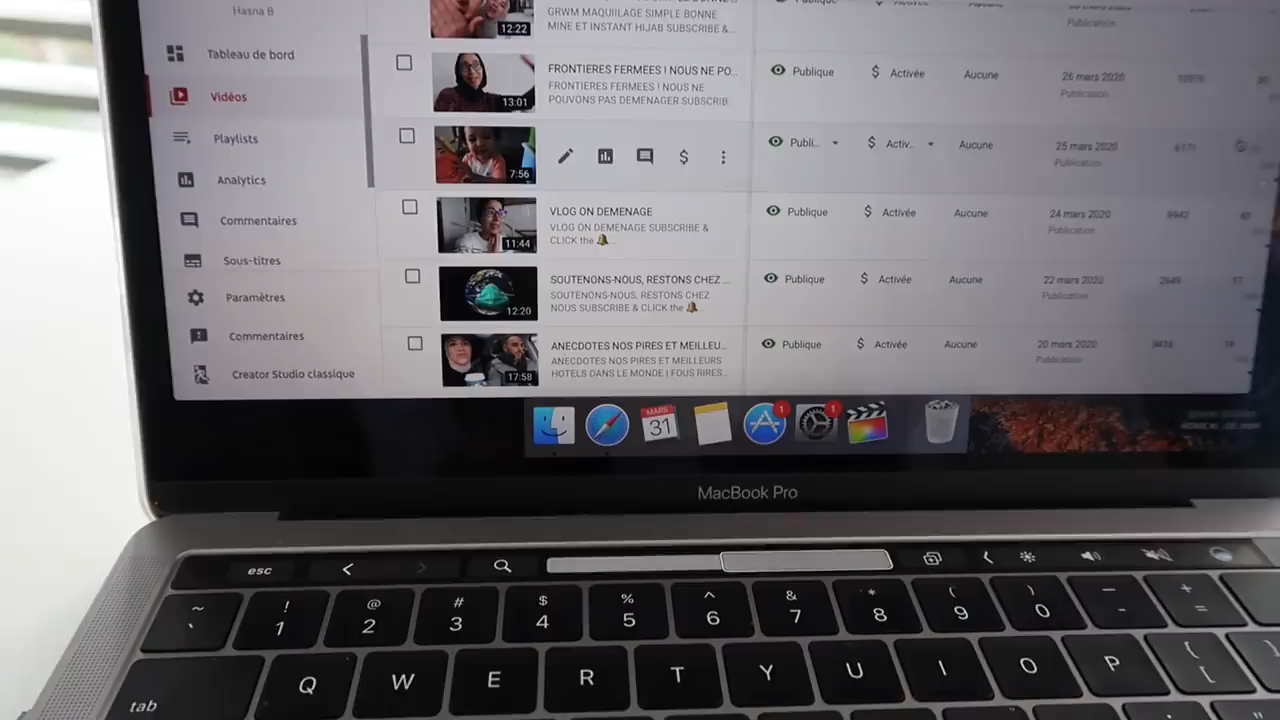 Hasna B
Tableau de bord
Vidéos
Playlists
Analytics
Commentaires
Sous-titres
Paramètres
Commentaires
Creator Studio classique
12:22
GRWM MAQUIILAGE SIMPLE BONNE
MINE ET INSTANT HIJAB SUBSCRIBE &...
Publication
13:01
FRONTIERES FERMEES ! NOUS NE PO...
FRONTIERES FERMEES ! NOUS NE
POUVONS PAS DEMENAGER SUBSCRIB
Publique
$ Activée
Aucune
26 mars 2020
Publication
7:56
Publi...
Activ..
Aucune
25 mars 2020
Publication
11:44
VLOG ON DEMENAGE
VLOG ON DEMENAGE SUBSCRIBE &
CLICK the 🔔...
Publique
$ Activée
Aucune
24 mars 2020
Publication
9942
12:20
SOUTENONS-NOUS, RESTONS CHEZ ...
SOUTENONS-NOUS, RESTONS CHEZ
NOUS SUBSCRIBE & CLICK the 🔔...
Publique
$ Activée
Aucune
22 mars 2020
Publication
2649
17:58
ANECDOTES NOS PIRES ET MEILLEU...
ANECDOTES NOS PIRES ET MEILLEURS
HOTELS DANS LE MONDE | FOUS RIRES...
Publique
$ Activée
Aucune
20 mars 2020
Publication
MARS
31
1
1
MacBook Pro
esc
~ `
! 1
@ 2
# 3
$ 4
% 5
^ 6
& 7
* 8
( 9
) 0
— -
+ =
tab
Q
W
E
R
T
Y
U
I
O
P
{ [